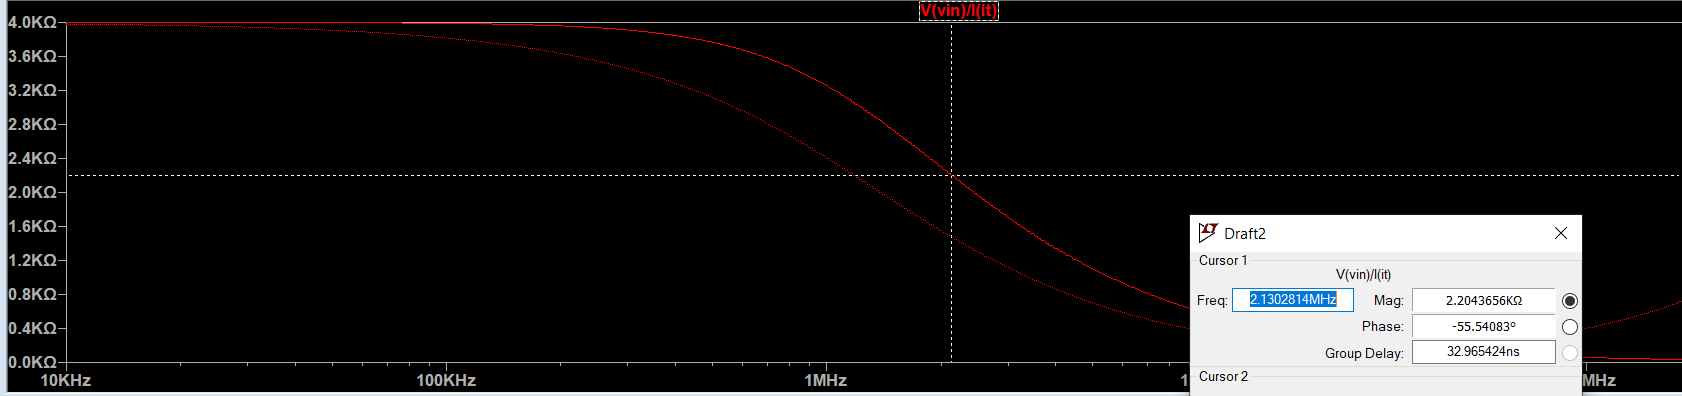 V(vin)/I(it)
4.0KΩ
3.6KΩ
3.2KΩ
2.8KΩ
2.4KΩ
2.0KΩ
1.6KΩ
1.2KΩ
0.8KΩ
0.4KΩ
0.0KΩ
10KHz 100KHz 1MHz 1 MHz
Draft2
Cursor 1
V(vin)/I(it)
Freq: 2.1302814MHz Mag: 2.2043656KΩ
Phase: -55.54083º
Group Delay: 32.965424ns
Cursor 2